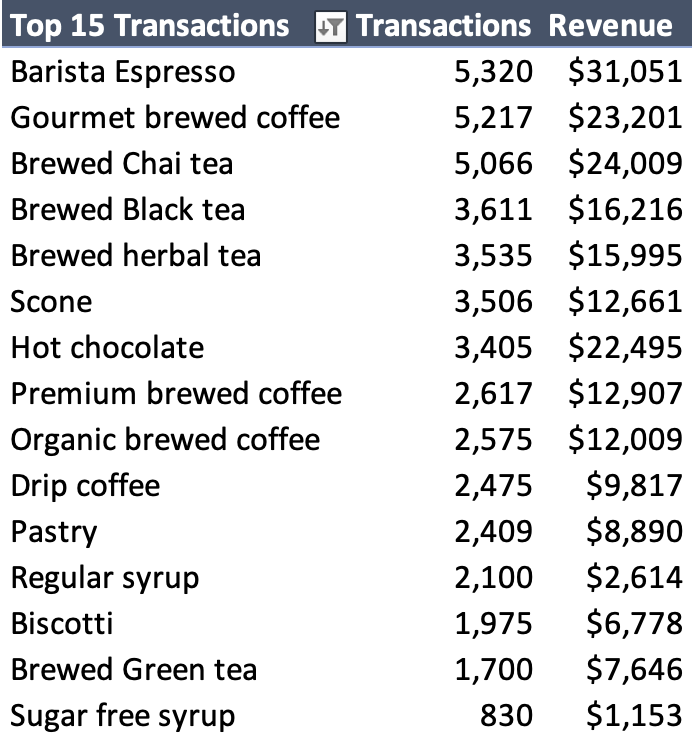 Top 15 Transactions Transactions Revenue
Barista Espresso 5,320 $31,051
Gourmet brewed coffee 5,217 $23,201
Brewed Chai tea 5,066 $24,009
Brewed Black tea 3,611 $16,216
Brewed herbal tea 3,535 $15,995
Scone 3,506 $12,661
Hot chocolate 3,405 $22,495
Premium brewed coffee 2,617 $12,907
Organic brewed coffee 2,575 $12,009
Drip coffee 2,475 $9,817
Pastry 2,409 $8,890
Regular syrup 2,100 $2,614
Biscotti 1,975 $6,778
Brewed Green tea 1,700 $7,646
Sugar free syrup 830 $1,153